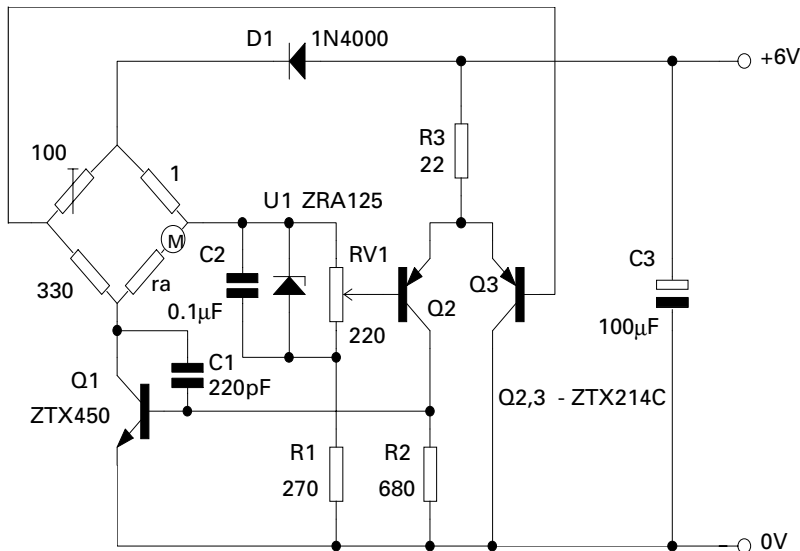 D1
1N4000
+6V
R3
22
100
1
U1 ZRA125
M
C2
RV1
C3
330
ra
Q2
Q3
0.1μF
220
100μF
C1
220pF
Q1
ZTX450
Q2,3 - ZTX214C
R1
270
R2
680
0V